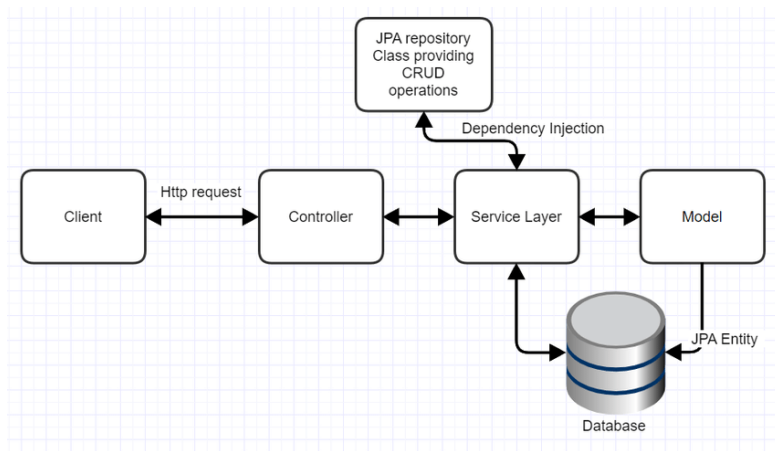 JPA repository
Class providing
CRUD
operations
Dependency Injection
Http request
Client
Controller
Service Layer
Model
JPA Entity
Database